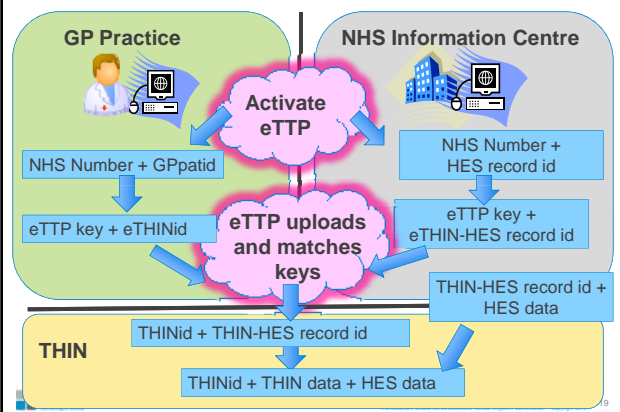 GP Practice
NHS Information Centre
Activate
eTTP
NHS Number + GPpatid
NHS Number +
HES record id
eTTP key + eTHINid
eTTP uploads
and matches
keys
eTTP key +
eTHIN-HES record id
THIN-HES record id +
HES data
THINid + THIN-HES record id
THIN
THINid + THIN data + HES data
19